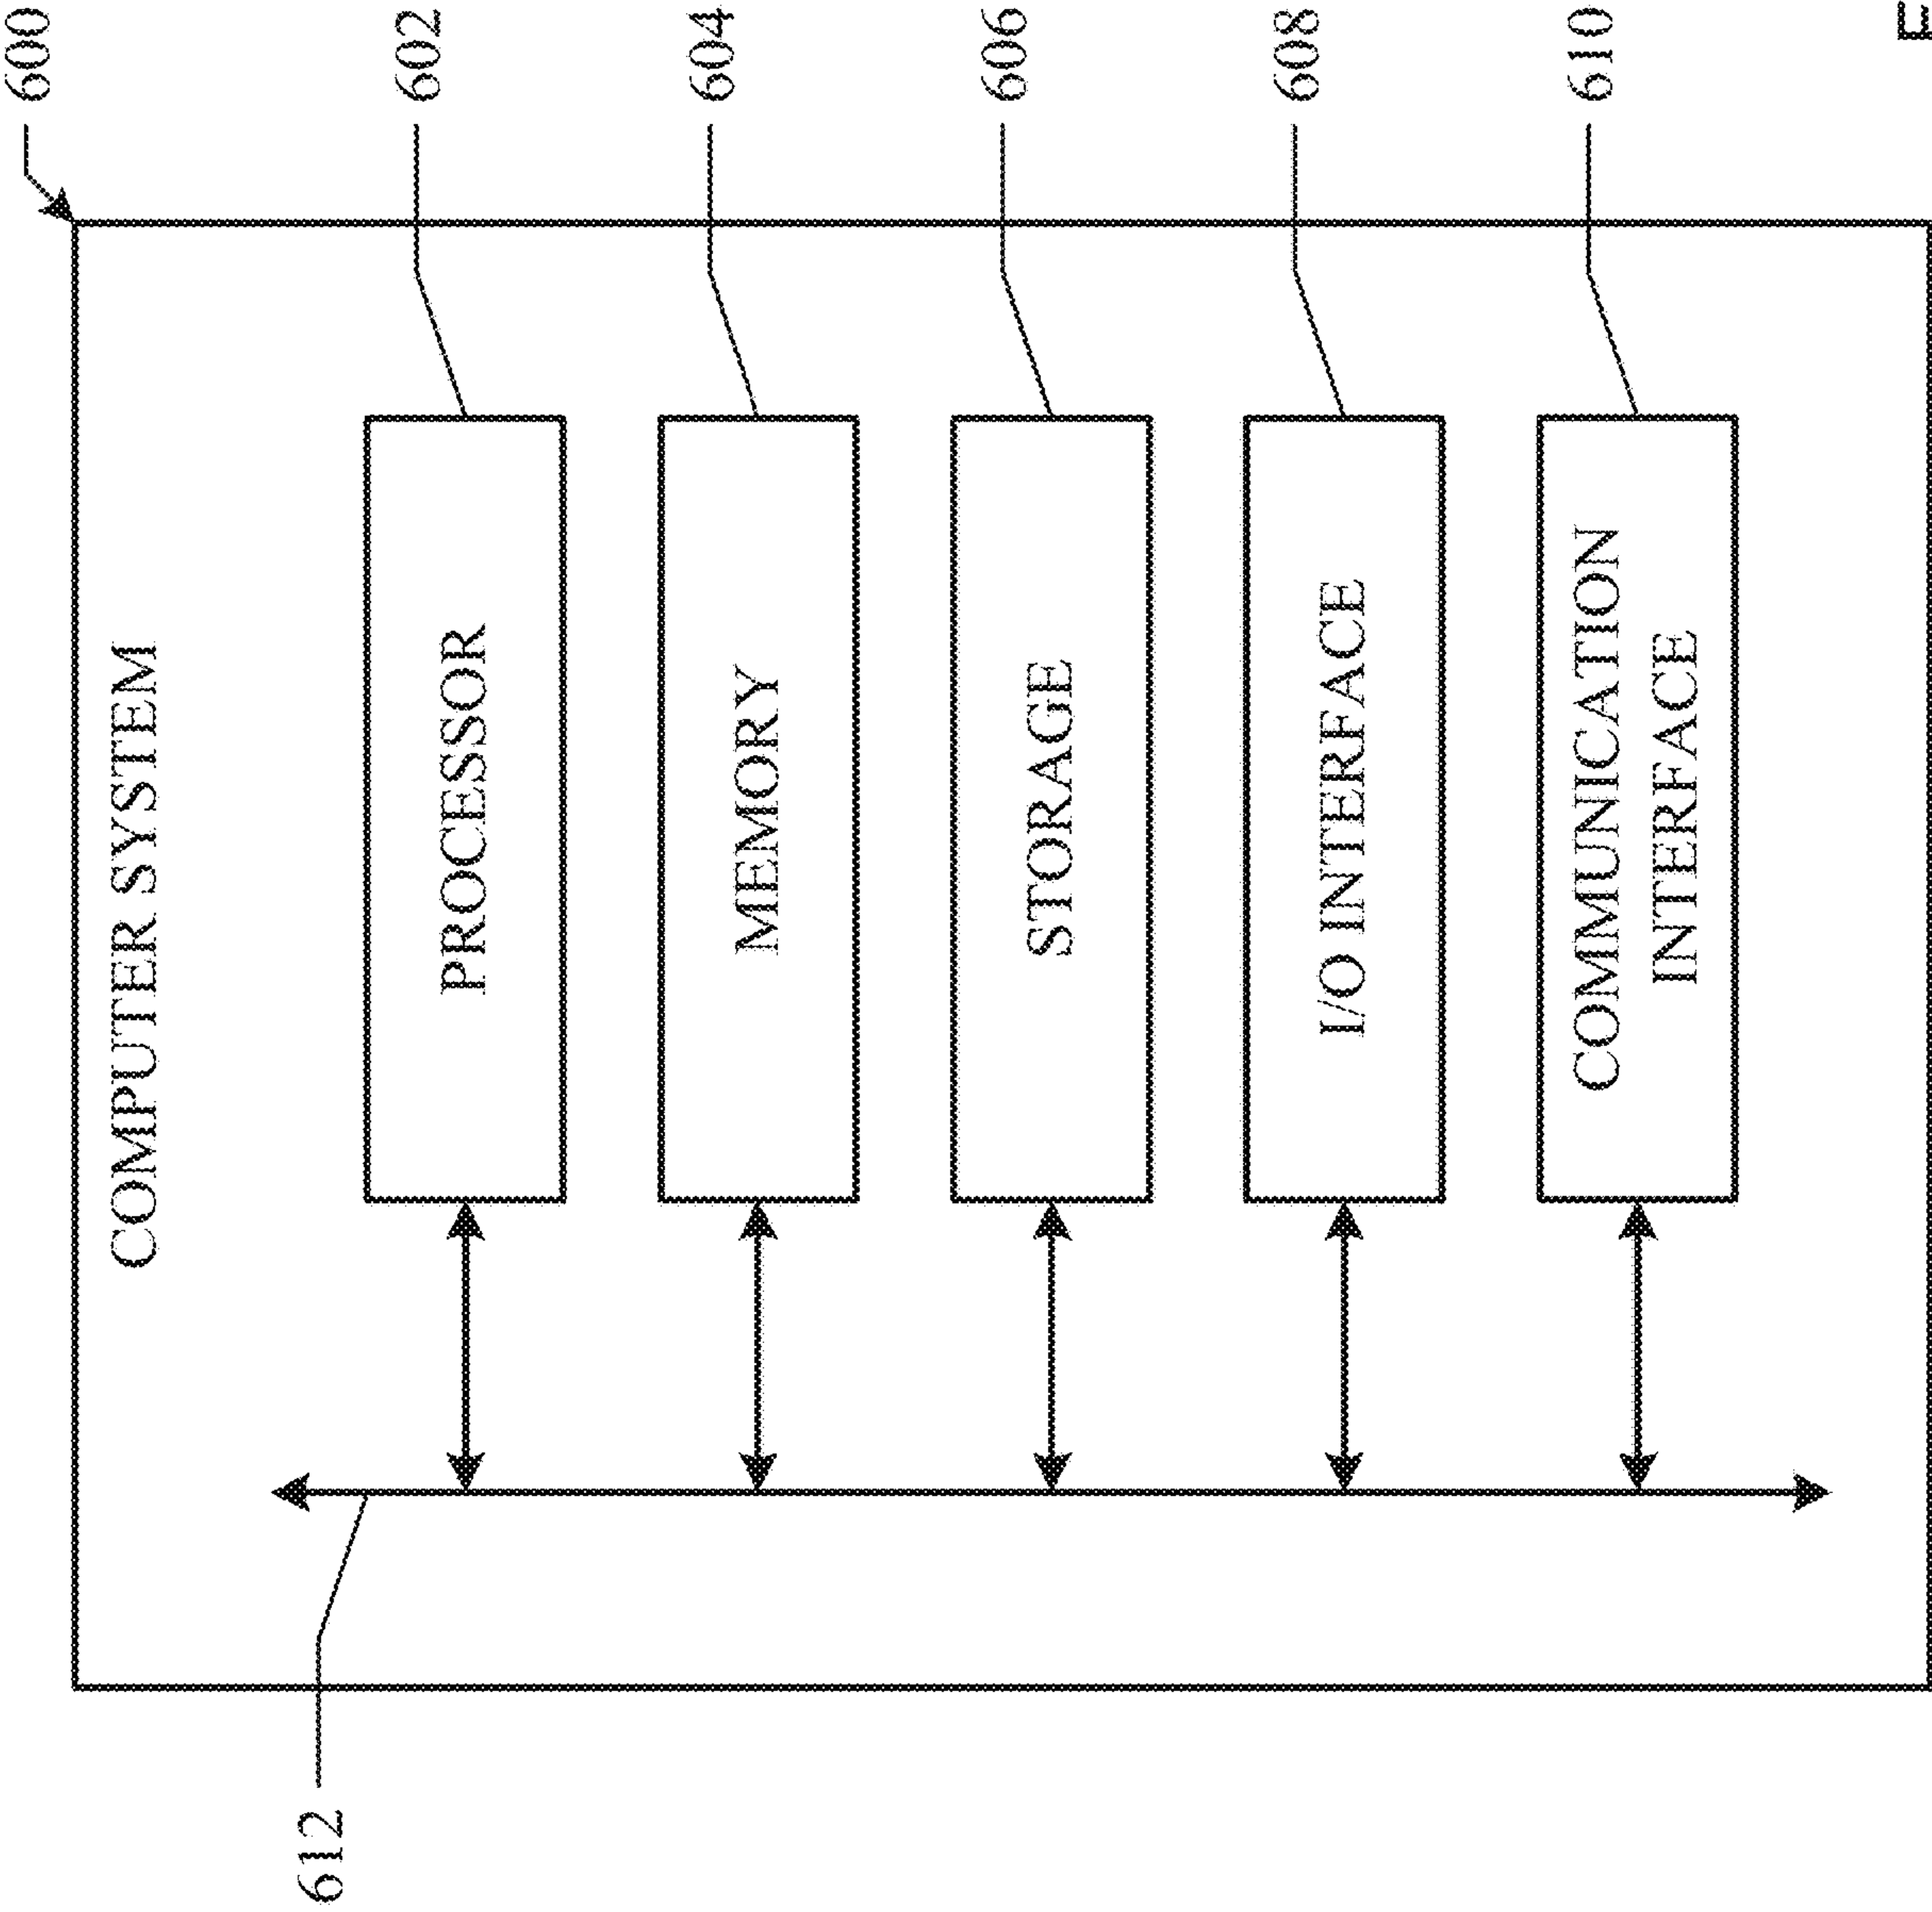 600
COMPUTER SYSTEM
PROCESSOR
602
MEMORY
604
STORAGE
606
I/O INTERFACE
608
COMMUNICATION
INTERFACE
610
612